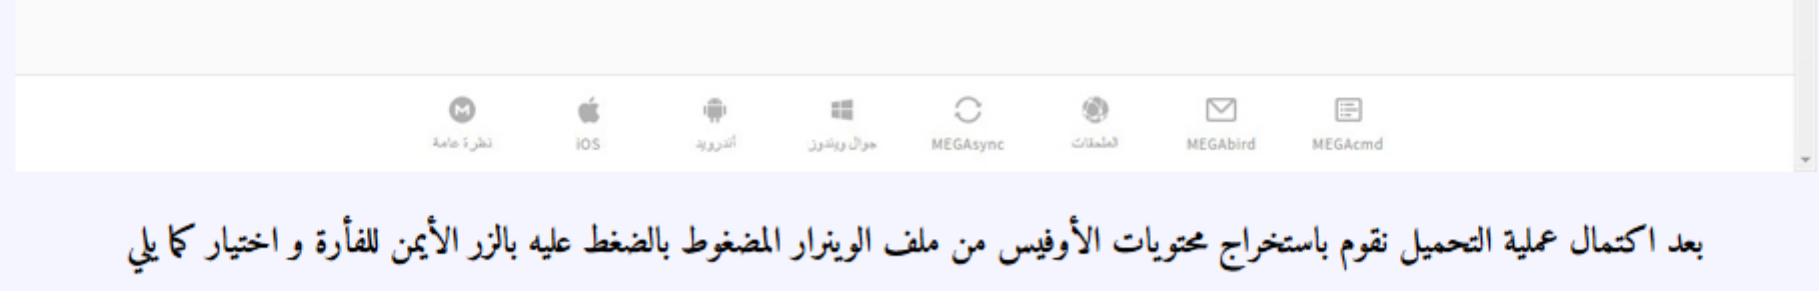 نظرة عامة
iOS
أندرويد
جوال ويندوز
MEGAsync
الملحقات
MEGAbird
MEGAcmd
بعد اكتمال عملية التحميل نقوم باستخراج محتويات الأوفيس من ملف الوينرار المضغوط بالضغط عليه بالزر الأيمن للفأرة و اختيار كما يلي